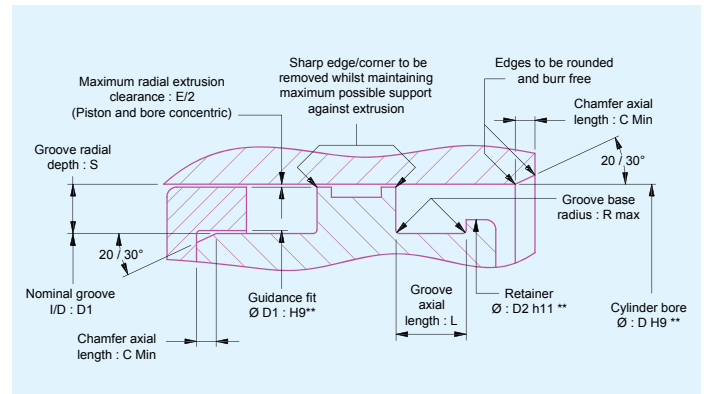 Sharp edge/corner to be
removed whilst maintaining
maximum possible support
against extrusion
Edges to be rounded
and burr free
Maximum radial extrusion
clearance : E/2
(Piston and bore concentric)
Chamfer axial
length : C Min
Groove radial
depth : S
20 / 30°
Groove base
radius : R max
20 / 30°
Nominal groove
I/D : D1
Guidance fit
Ø D1 : H9**
Groove
axial
length : L
Retainer
Ø : D2 h11 **
Cylinder bore
Ø : D H9 **
Chamfer axial
length : C Min